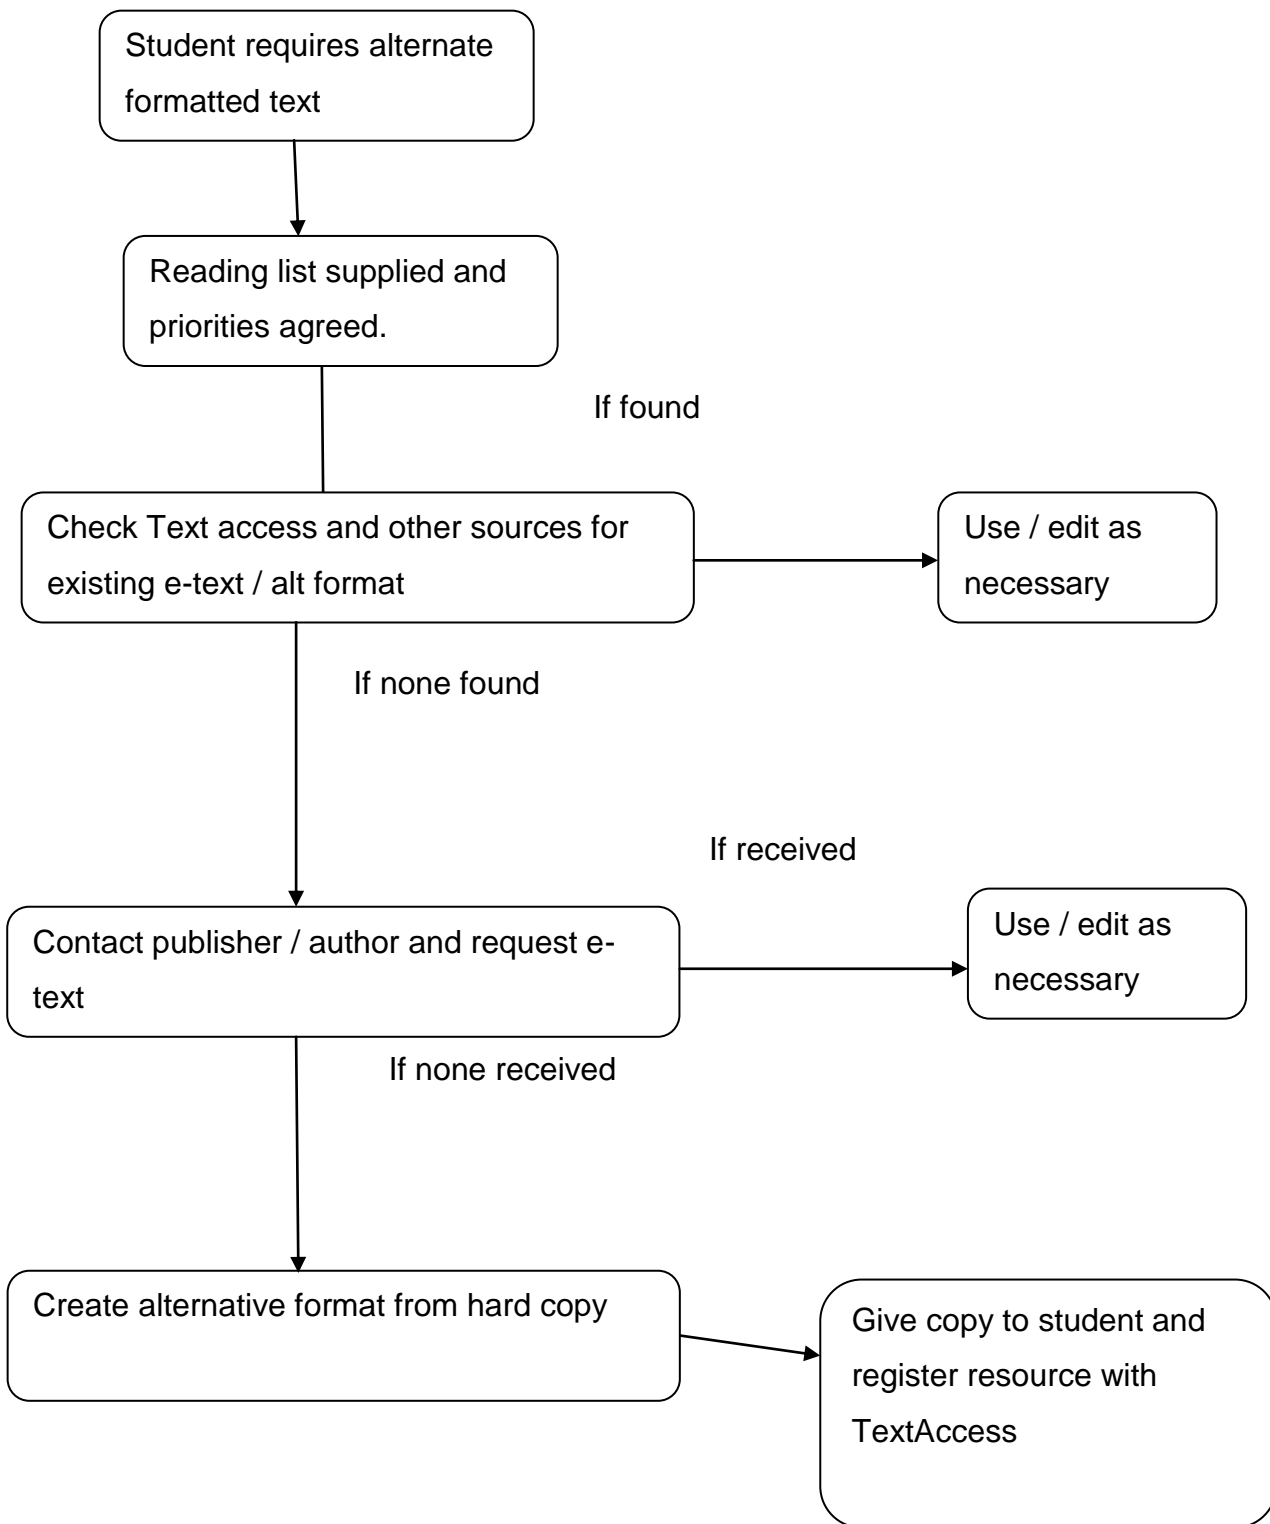 Student requires alternate
formatted text
Reading list supplied and
priorities agreed.
If found
Check Text access and other sources for
existing e-text / alt format
Use / edit as
necessary
If none found
If received
Contact publisher / author and request e-
text
Use / edit as
necessary
If none received
Create alternative format from hard copy
Give copy to student and
register resource with
TextAccess